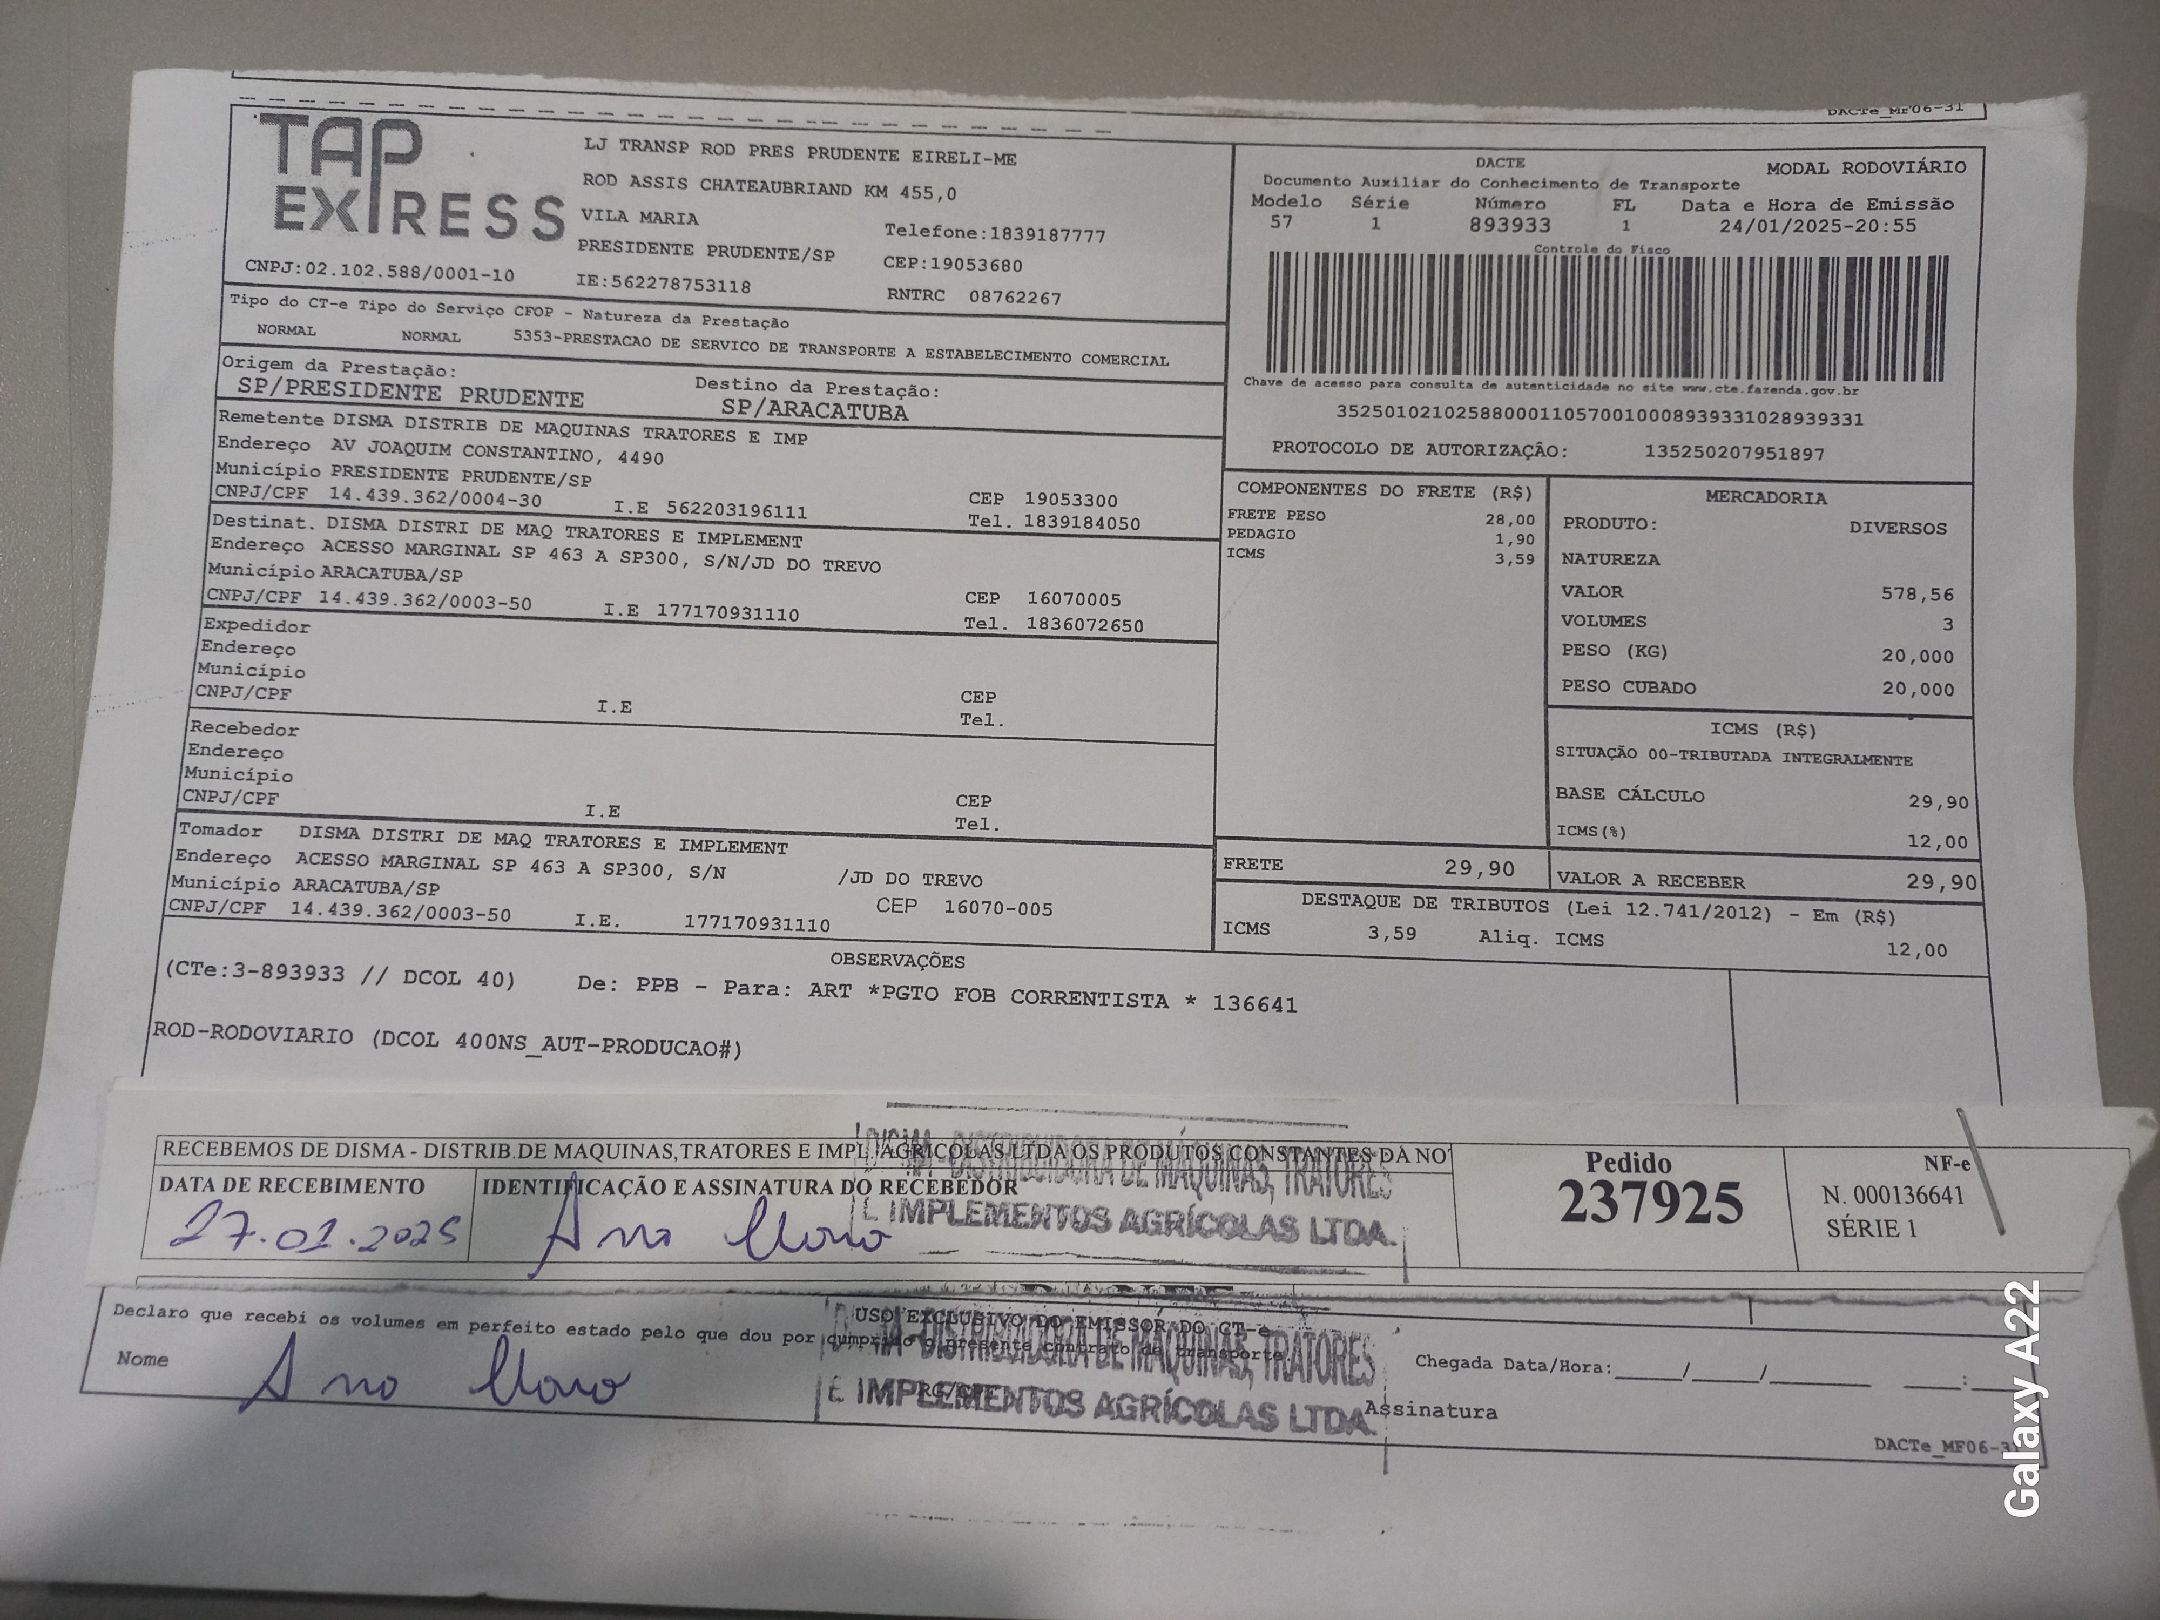 DACTe_MF06-31
TAP EXPRESS
LJ TRANSP ROD PRES PRUDENTE EIRELI-ME
ROD ASSIS CHATEAUBRIAND KM 455,0
VILA MARIA
Telefone:1839187777
PRESIDENTE PRUDENTE/SP
CEP:19053680
CNPJ:02.102.588/0001-10
IE:562278753118
RNTRC 08762267
DACTE
MODAL RODOVIÁRIO
Documento Auxiliar do Conhecimento de Transporte
Modelo Série Número FL Data e Hora de Emissão
57 1 893933 1 24/01/2025-20:55
Controle do Fisco
Chave de acesso para consulta de autenticidade no site www.cte.fazenda.gov.br
35250102102588000110570010008939331028939331
PROTOCOLO DE AUTORIZAÇÃO: 135250207951897
Tipo do CT-e Tipo do Serviço CFOP - Natureza da Prestação
NORMAL NORMAL 5353-PRESTACAO DE SERVICO DE TRANSPORTE A ESTABELECIMENTO COMERCIAL
Origem da Prestação: Destino da Prestação:
SP/PRESIDENTE PRUDENTE SP/ARACATUBA
Remetente DISMA DISTRIB DE MAQUINAS TRATORES E IMP
Endereço AV JOAQUIM CONSTANTINO, 4490
Município PRESIDENTE PRUDENTE/SP CEP 19053300
CNPJ/CPF 14.439.362/0004-30 I.E 562203196111 Tel. 1839184050
Destinat. DISMA DISTRI DE MAQ TRATORES E IMPLEMENT
Endereço ACESSO MARGINAL SP 463 A SP300, S/N/JD DO TREVO
Município ARACATUBA/SP CEP 16070005
CNPJ/CPF 14.439.362/0003-50 I.E 177170931110 Tel. 1836072650
Expedidor
Endereço
Município CEP
CNPJ/CPF I.E Tel.
Recebedor
Endereço
Município CEP
CNPJ/CPF I.E Tel.
Tomador DISMA DISTRI DE MAQ TRATORES E IMPLEMENT
Endereço ACESSO MARGINAL SP 463 A SP300, S/N /JD DO TREVO
Município ARACATUBA/SP CEP 16070-005
CNPJ/CPF 14.439.362/0003-50 I.E. 177170931110
COMPONENTES DO FRETE (R$)
FRETE PESO 28,00
PEDAGIO 1,90
ICMS 3,59
MERCADORIA
PRODUTO: DIVERSOS
NATUREZA
VALOR 578,56
VOLUMES 3
PESO (KG) 20,000
PESO CUBADO 20,000
ICMS (R$)
SITUAÇÃO 00-TRIBUTADA INTEGRALMENTE
BASE CÁLCULO 29,90
ICMS(%) 12,00
FRETE 29,90 VALOR A RECEBER 29,90
DESTAQUE DE TRIBUTOS (Lei 12.741/2012) - Em (R$)
ICMS 3,59 Aliq. ICMS 12,00
OBSERVAÇÕES
(CTe:3-893933 // DCOL 40) De: PPB - Para: ART *PGTO FOB CORRENTISTA * 136641
ROD-RODOVIARIO (DCOL 400NS_AUT-PRODUCAO#)
RECEBEMOS DE DISMA - DISTRIB.DE MAQUINAS,TRATORES E IMPL. AGRICOLAS LTDA OS PRODUTOS CONSTANTES DA NO
DATA DE RECEBIMENTO IDENTIFICAÇÃO E ASSINATURA DO RECEBEDOR
27.01.2025
DISMA - DISTRIBUIDORA DE MÁQUINAS, TRATORES
E IMPLEMENTOS AGRÍCOLAS LTDA.
Pedido
237925
NF-e
N. 000136641
SÉRIE 1
USO EXCLUSIVO DO EMISSOR DO CT-e
Declaro que recebi os volumes em perfeito estado pelo que dou por cumprido o presente contrato de transporte.
Nome
DISMA - DISTRIBUIDORA DE MÁQUINAS, TRATORES
E IMPLEMENTOS AGRÍCOLAS LTDA.
RG/CPF
Chegada Data/Hora:_____/_____/________ ____:____
Assinatura
DACTe_MF06-31
Galaxy A22